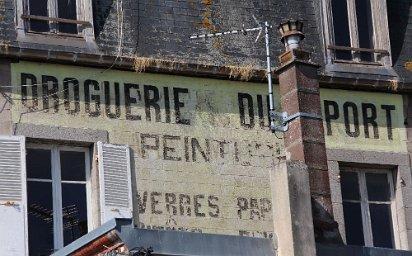 DROGUERIE DU PORT
PEINTURE
VERRES PAP